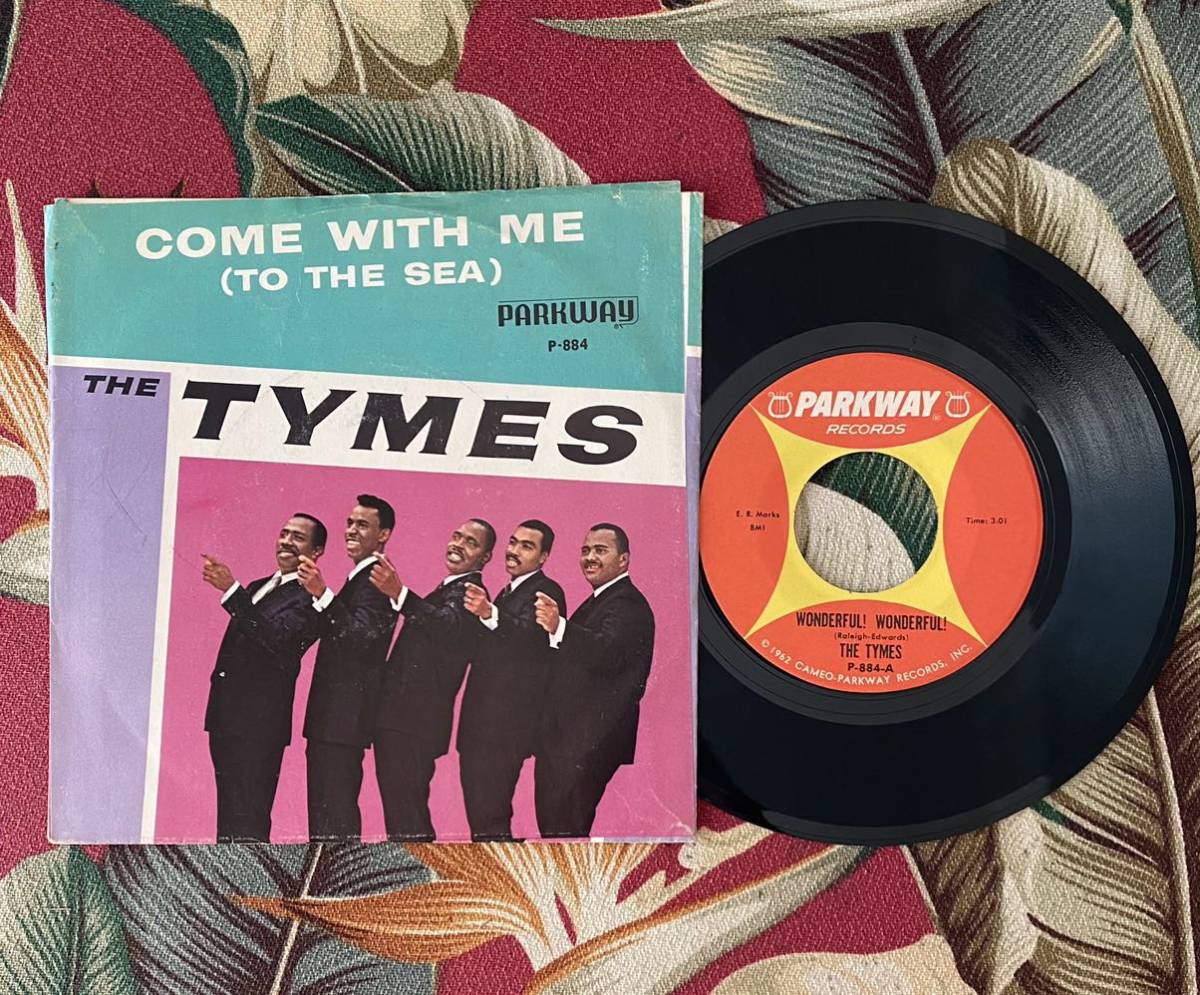 COME WITH ME
(TO THE SEA)
PARKWAY
P-884
THE TYMES
PARKWAY
RECORDS
E. B. Marks
BMI
Time: 3:01
WONDERFUL! WONDERFUL!
(Raleigh-Edwards)
THE TYMES
P-884-A
© 1962 CAMEO-PARKWAY RECORDS, INC.